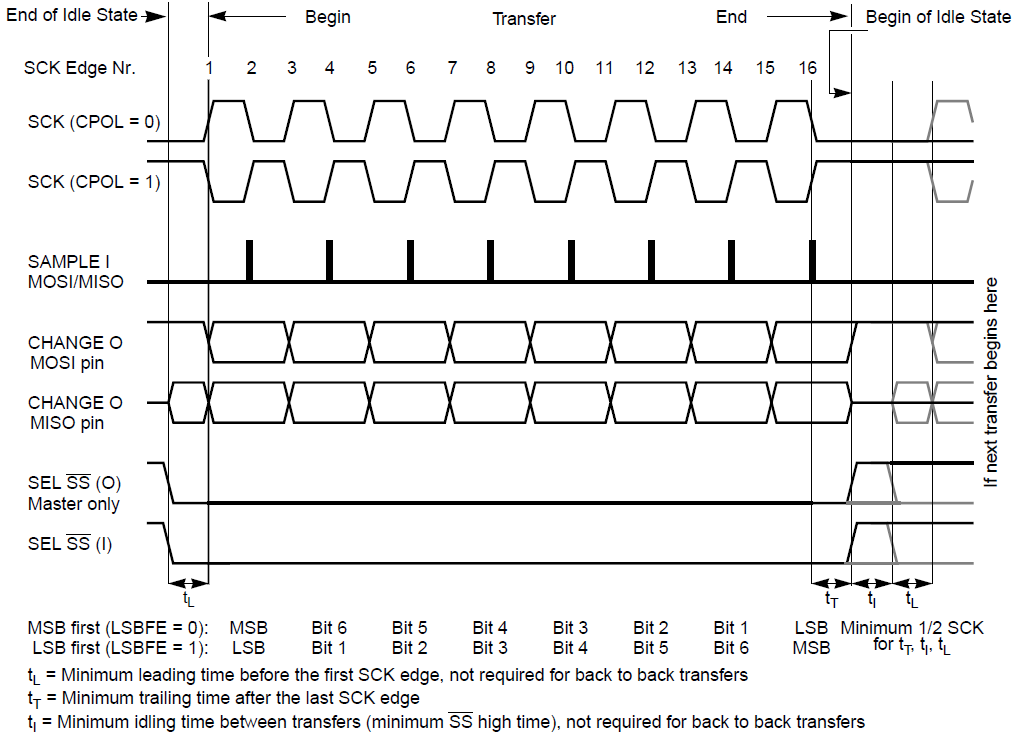 End of Idle State Begin Transfer End Begin of Idle State
SCK Edge Nr. 1 2 3 4 5 6 7 8 9 10 11 12 13 14 15 16
SCK (CPOL = 0)
SCK (CPOL = 1)
SAMPLE I
MOSI/MISO
CHANGE O
MOSI pin
CHANGE O
MISO pin
SEL S̅S̅ (O)
Master only
SEL S̅S̅ (I)
If next transfer begins here
tL tT tI tL
MSB first (LSBFE = 0): MSB Bit 6 Bit 5 Bit 4 Bit 3 Bit 2 Bit 1 LSB Minimum 1/2 SCK
LSB first (LSBFE = 1): LSB Bit 1 Bit 2 Bit 3 Bit 4 Bit 5 Bit 6 MSB for tT, tI, tL
tL = Minimum leading time before the first SCK edge, not required for back to back transfers
tT = Minimum trailing time after the last SCK edge
tI = Minimum idling time between transfers (minimum S̅S̅ high time), not required for back to back transfers